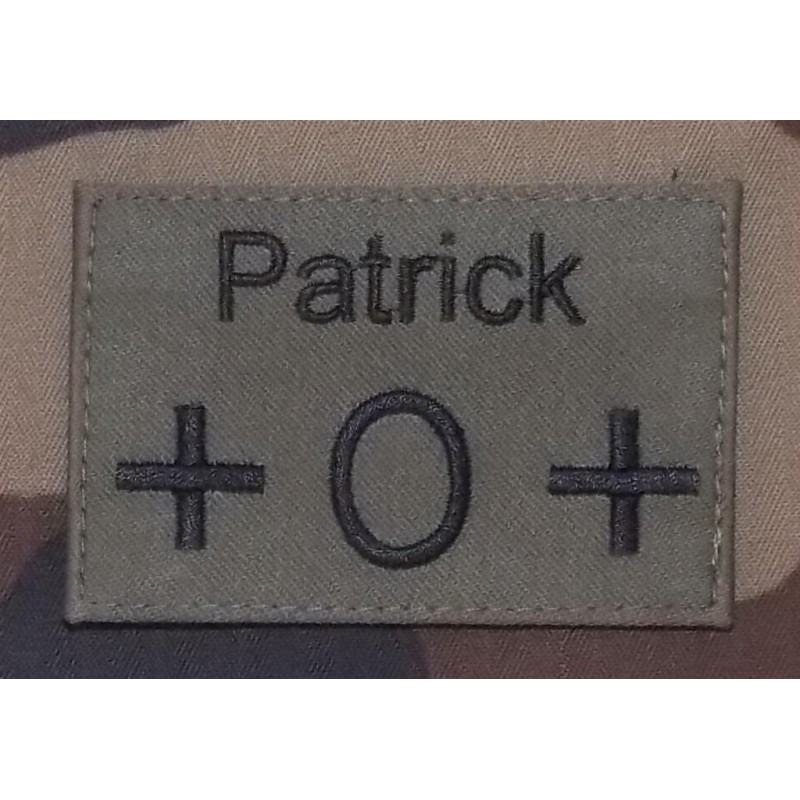 Patrick
+ O +